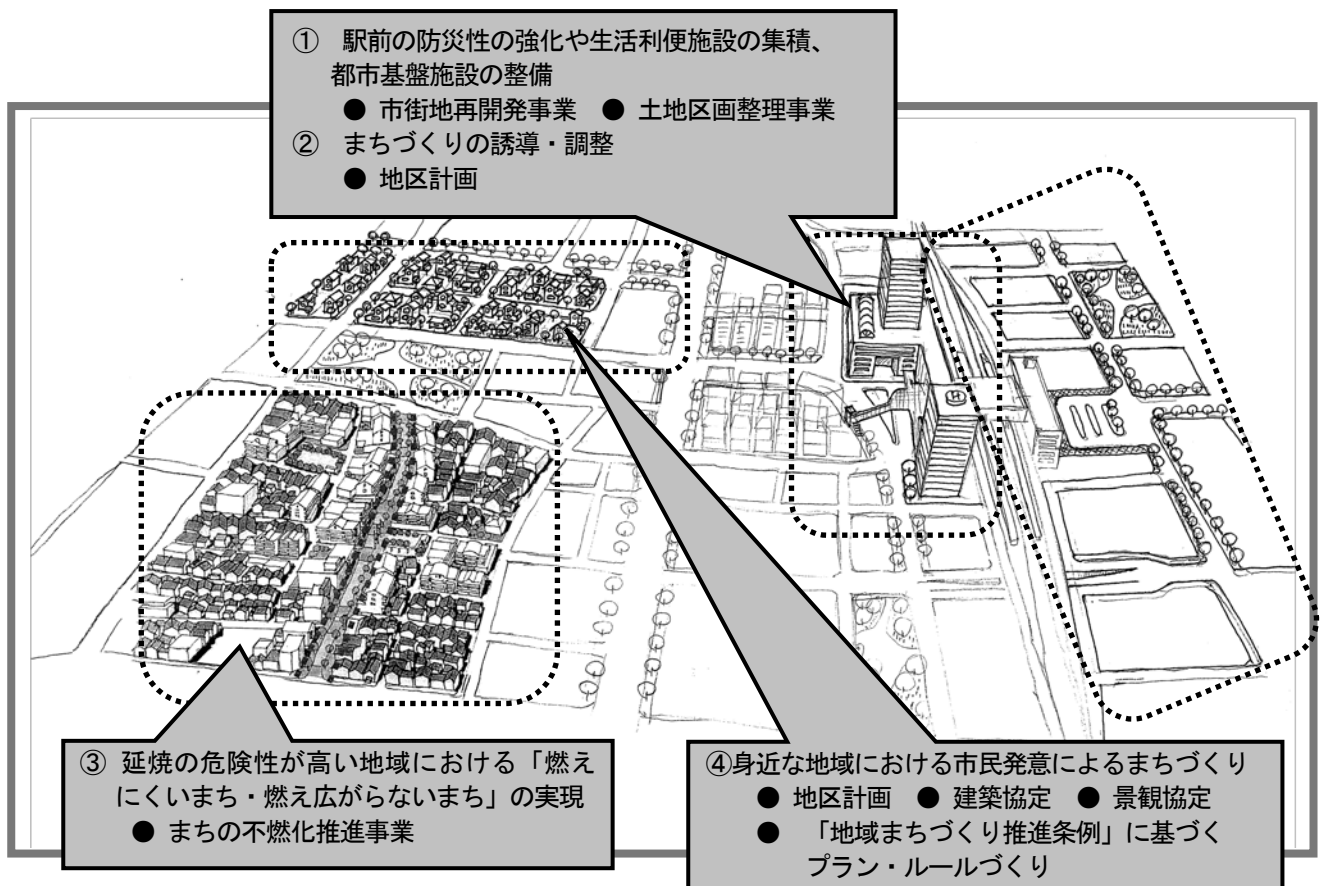 ① 駅前の防災性の強化や生活利便施設の集積、
都市基盤施設の整備
● 市街地再開発事業 ● 土地区画整理事業
② まちづくりの誘導・調整
● 地区計画
H
③ 延焼の危険性が高い地域における「燃え
にくいまち・燃え広がらないまち」の実現
● まちの不燃化推進事業
④身近な地域における市民発意によるまちづくり
● 地区計画 ● 建築協定 ● 景観協定
● 「地域まちづくり推進条例」に基づく
プラン・ルールづくり